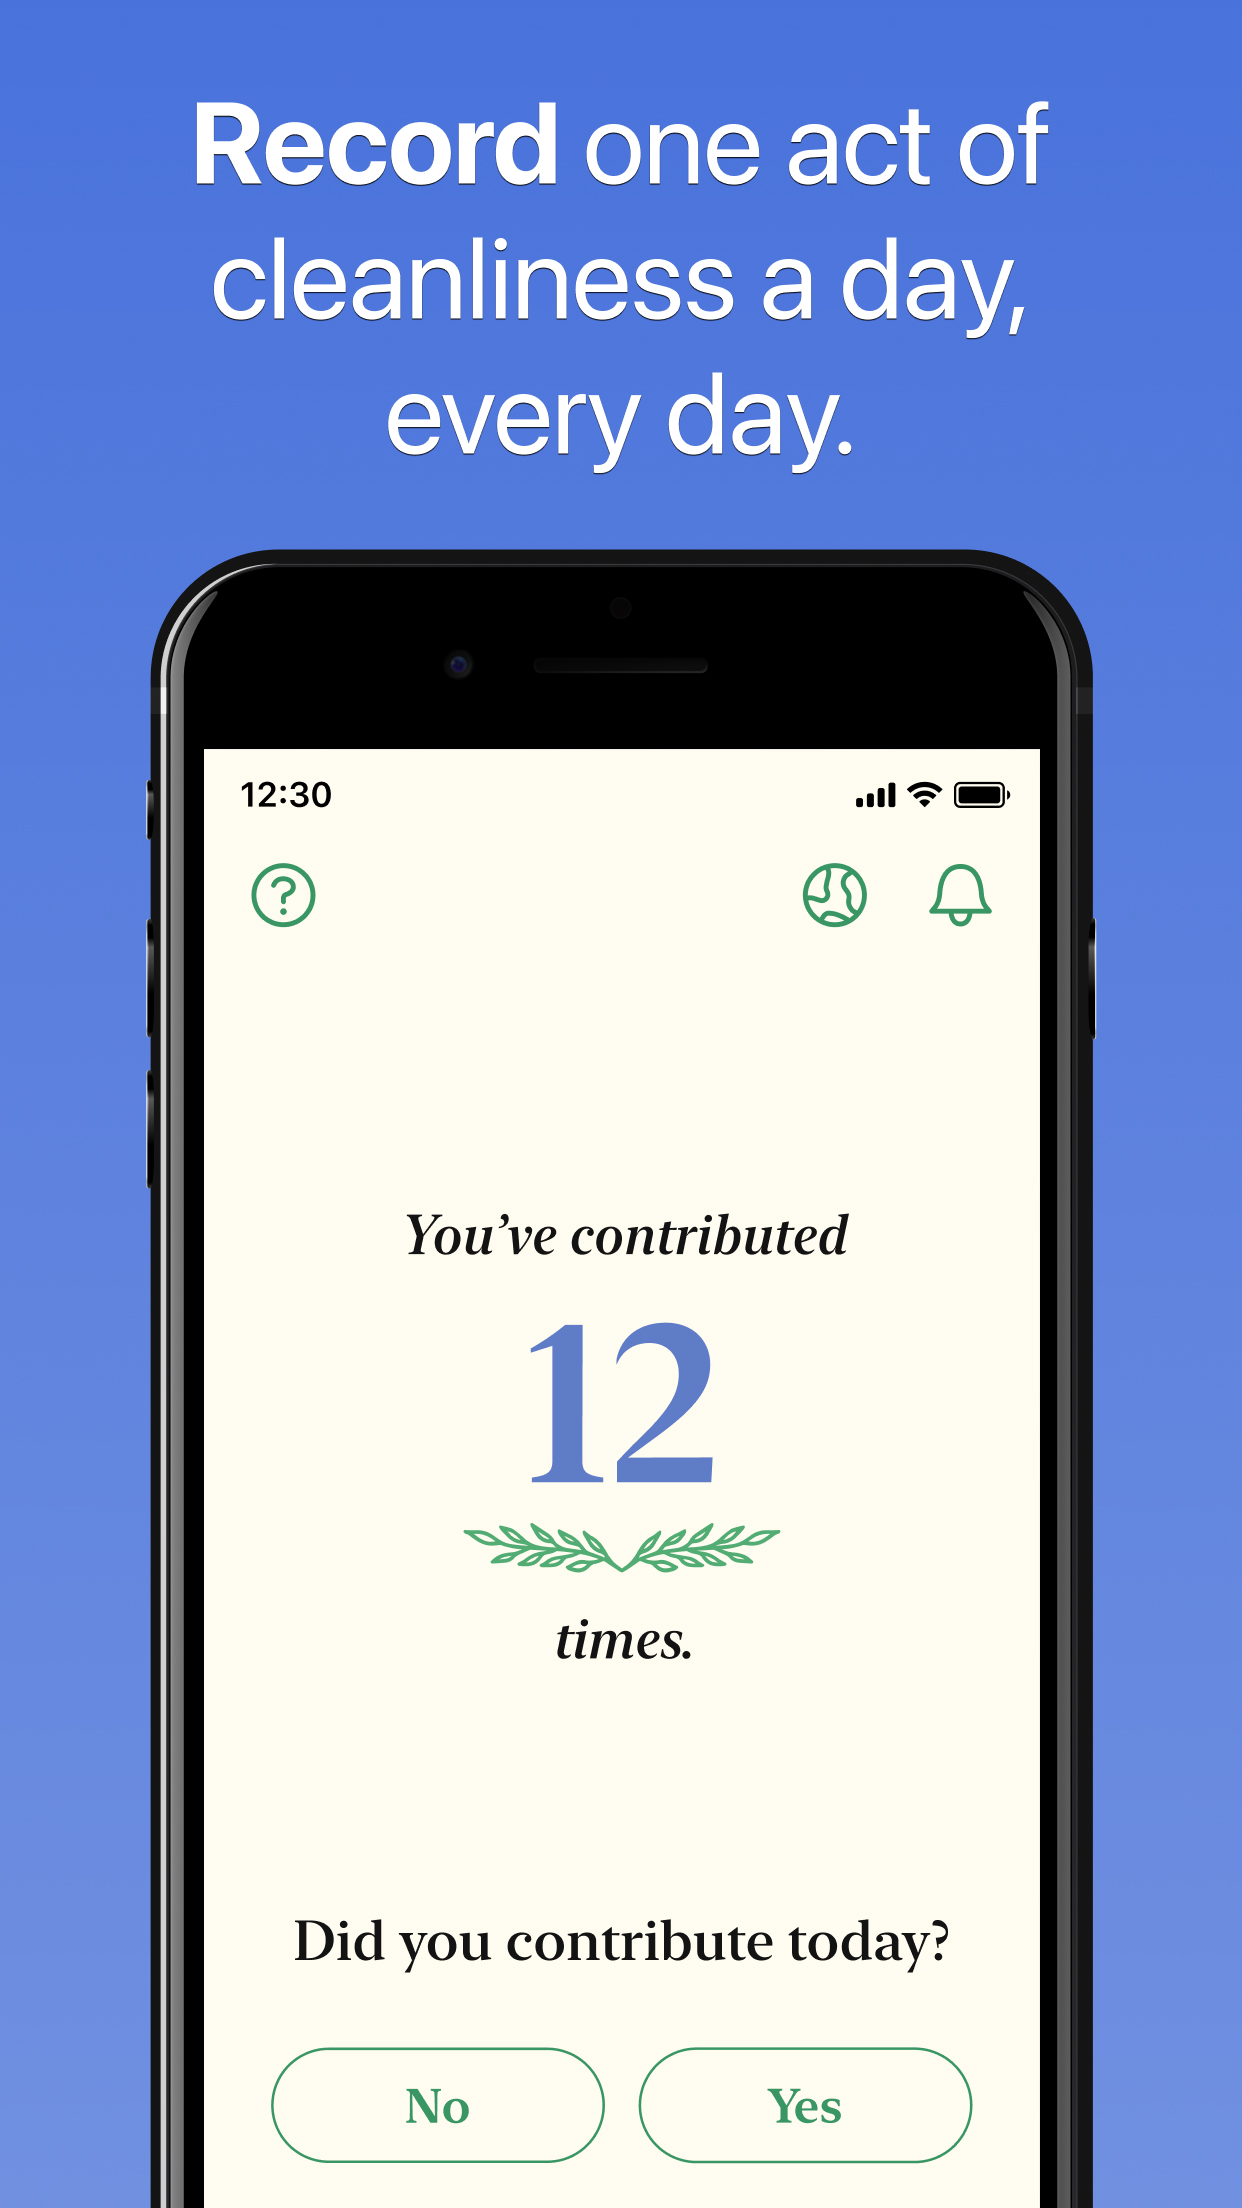 Record one act of
cleanliness a day,
every day.
12:30
You’ve contributed
12
times.
Did you contribute today?
No
Yes